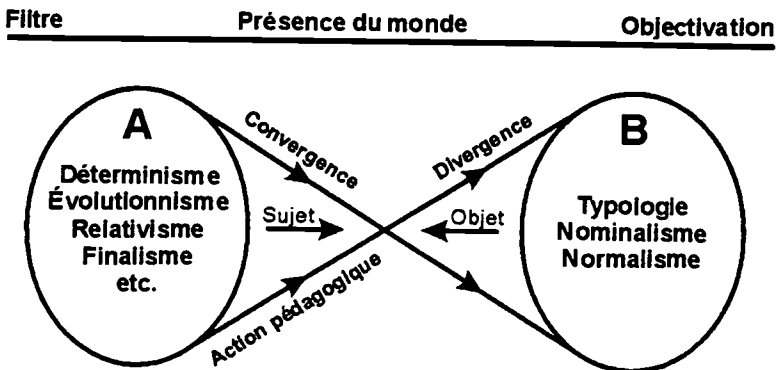 Filtre Présence du monde Objectivation
A
Déterminisme
Évolutionnisme
Relativisme
Finalisme
etc.
Convergence
Sujet
Action pédagogique
Divergence
Objet
B
Typologie
Nominalisme
Normalisme